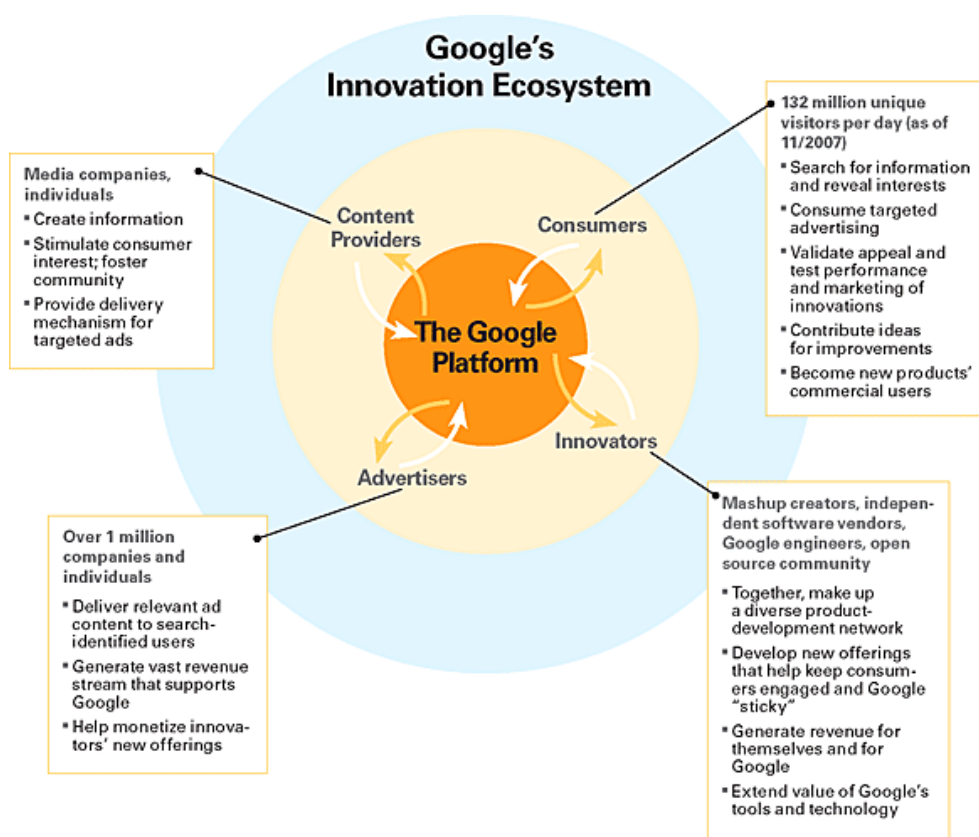 Google's
Innovation Ecosystem
Media companies,
individuals
▪ Create information
▪ Stimulate consumer
interest; foster
community
▪ Provide delivery
mechanism for
targeted ads
132 million unique
visitors per day (as of
11/2007)
▪ Search for information
and reveal interests
▪ Consume targeted
advertising
▪ Validate appeal and
test performance
and marketing of
innovations
▪ Contribute ideas
for improvements
▪ Become new products'
commercial users
Content
Providers
Consumers
The Google
Platform
Advertisers
Innovators
Over 1 million
companies and
individuals
▪ Deliver relevant ad
content to search-
identified users
▪ Generate vast revenue
stream that supports
Google
▪ Help monetize innova-
tors' new offerings
Mashup creators, indepen-
dent software vendors,
Google engineers, open
source community
▪ Together, make up
a diverse product-
development network
▪ Develop new offerings
that help keep consum-
ers engaged and Google
"sticky"
▪ Generate revenue for
themselves and for
Google
▪ Extend value of Google's
tools and technology